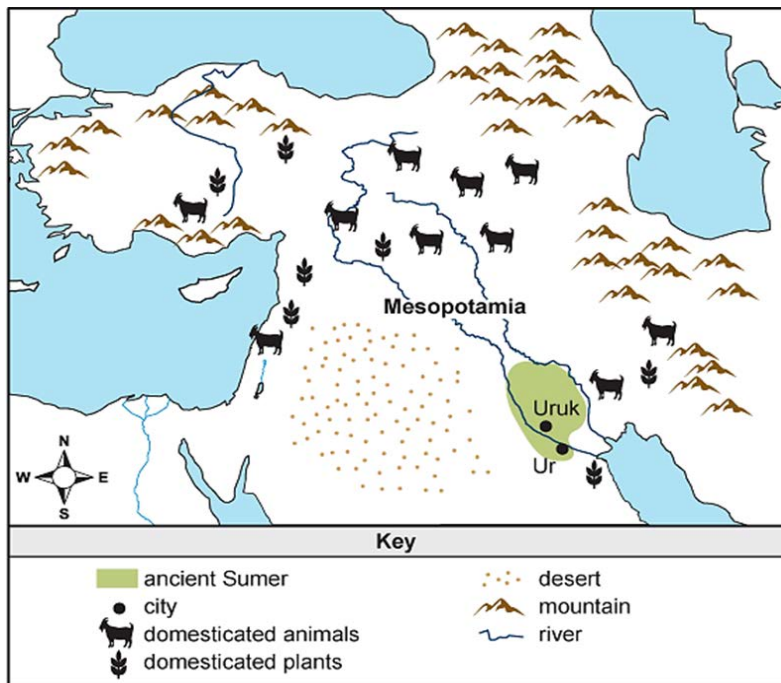 Mesopotamia
Uruk
Ur
N
W E
S
Key
ancient Sumer
city
domesticated animals
domesticated plants
desert
mountain
river